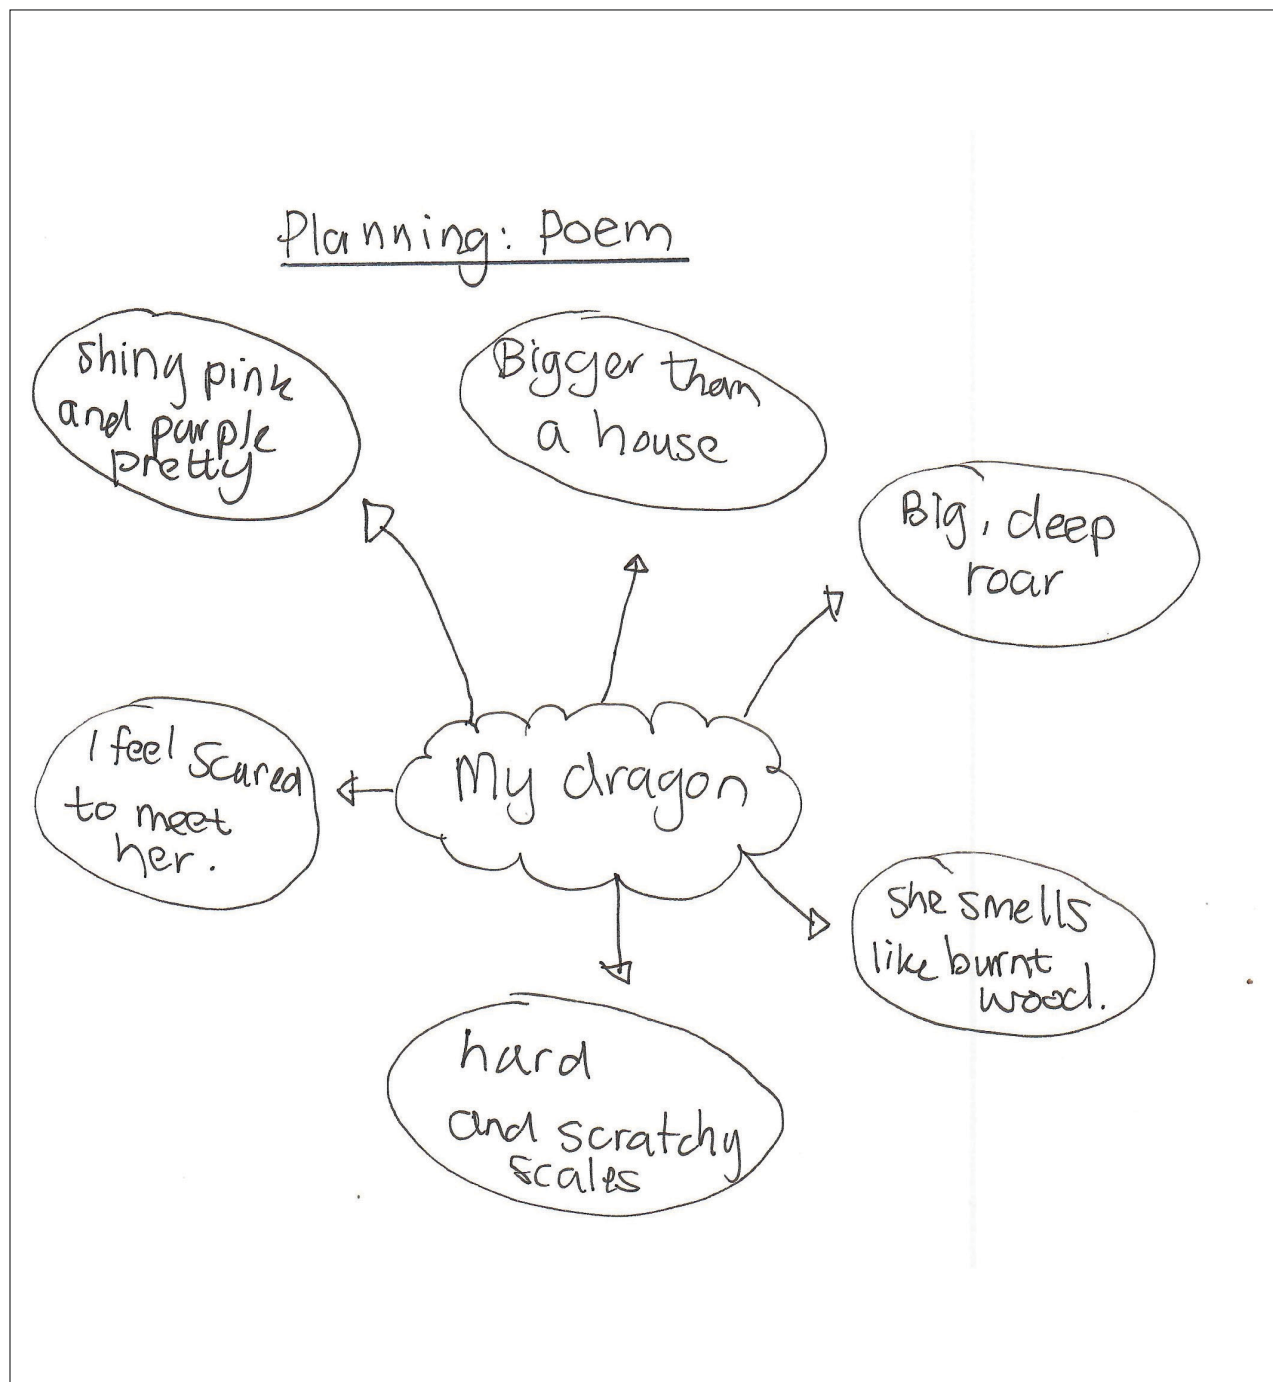 Planning: Poem
Shiny pink
and purple
pretty
Bigger than
a house
Big, deep
roar
I feel scared
to meet
her.
My dragon
She smells
like burnt
wood.
hard
and scratchy
scales